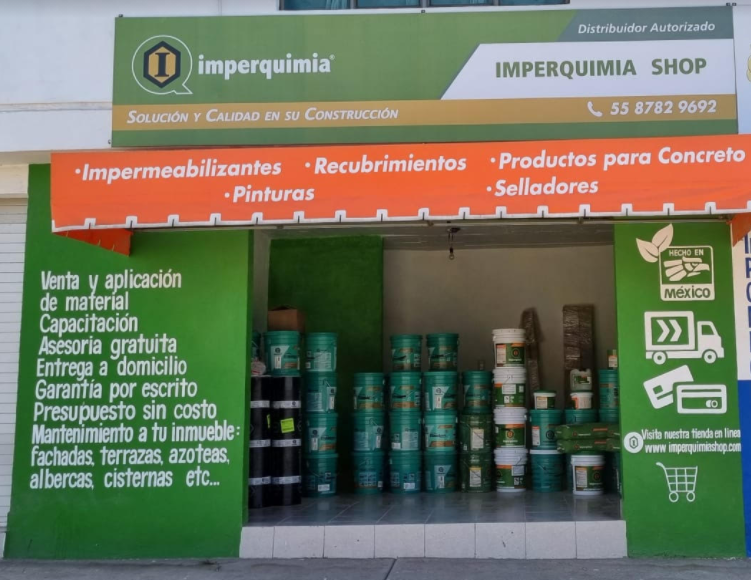 Distribuidor Autorizado
I imperquimia®
IMPERQUIMIA SHOP
SOLUCIÓN Y CALIDAD EN SU CONSTRUCCIÓN
55 8782 9692
·Impermeabilizantes ·Recubrimientos ·Productos para Concreto
·Pinturas ·Selladores
Venta y aplicación
de material
Capacitación
Asesoria gratuita
Entrega a domicilio
Garantía por escrito
Presupuesto sin costo
Mantenimiento a tu inmueble:
fachadas, terrazas, azoteas,
albercas, cisternas etc...
HECHO EN
MÉXICO
Visita nuestra tienda en linea
www.imperquimiashop.com